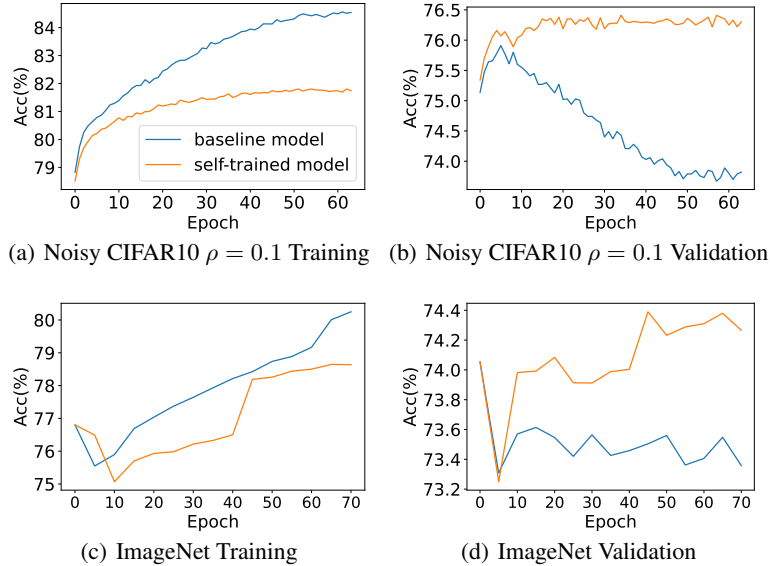 84
83
82
81
80
79
Acc(%)
baseline model
self-trained model
0 10 20 30 40 50 60
Epoch
(a) Noisy CIFAR10 ρ = 0.1 Training
76.5
76.0
75.5
75.0
74.5
74.0
Acc(%)
0 10 20 30 40 50 60
Epoch
(b) Noisy CIFAR10 ρ = 0.1 Validation
80
79
78
77
76
75
Acc(%)
0 10 20 30 40 50 60 70
Epoch
(c) ImageNet Training
74.4
74.2
74.0
73.8
73.6
73.4
73.2
Acc(%)
0 10 20 30 40 50 60 70
Epoch
(d) ImageNet Validation